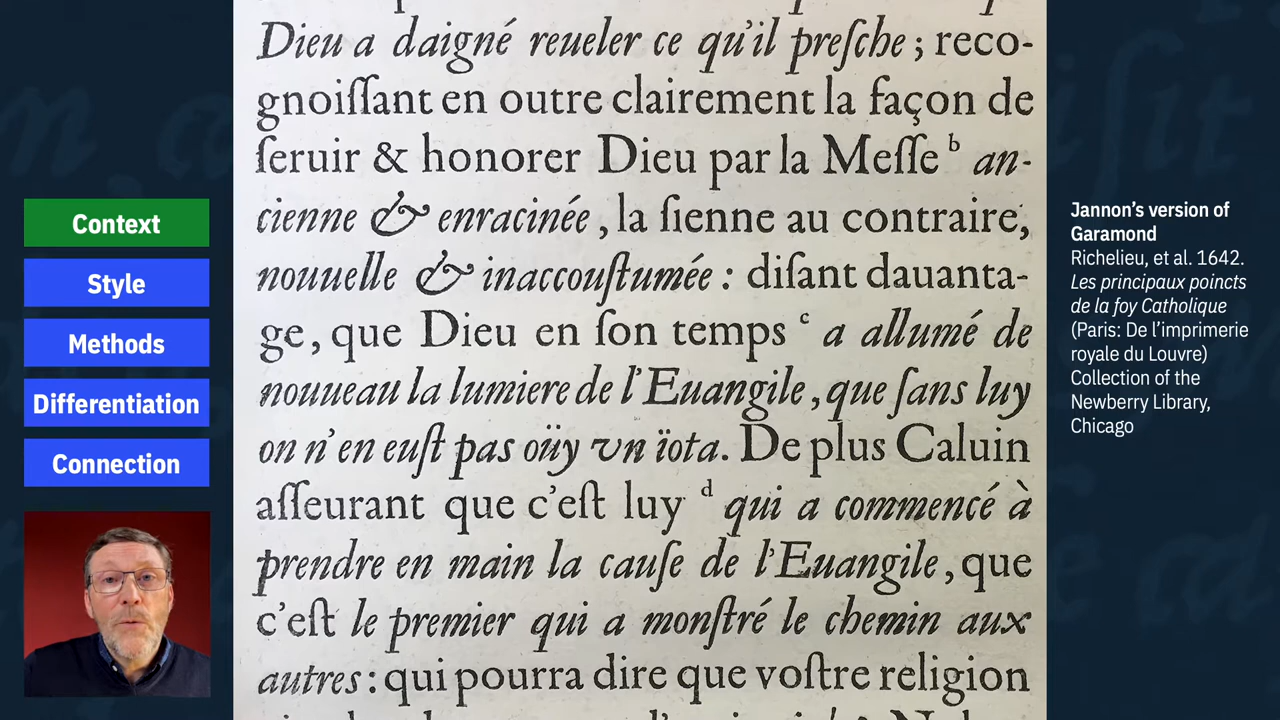 Context
Style
Methods
Differentiation
Connection
Dieu a daigné reueler ce qu'il preſche ; reco-
gnoiſſant en outre clairement la façon de
ſeruir & honorer Dieu par la Meſſe b an-
cienne & enracinée , la ſienne au contraire,
nouuelle & inaccouſtumée : diſant dauanta-
ge, que Dieu en ſon temps c a allumé de
nouueau la lumiere de l'Euangile , que ſans luy
on n'en euſt pas oüy vn ïota. De plus Caluin
aſſeurant que c'eſt luy d qui a commencé à
prendre en main la cauſe de l'Euangile , que
c'eſt le premier qui a monſtré le chemin aux
autres : qui pourra dire que voſtre religion
Jannon’s version of
Garamond
Richelieu, et al. 1642.
Les principaux poincts
de la foy Catholique
(Paris: De l’imprimerie
royale du Louvre)
Collection of the
Newberry Library,
Chicago